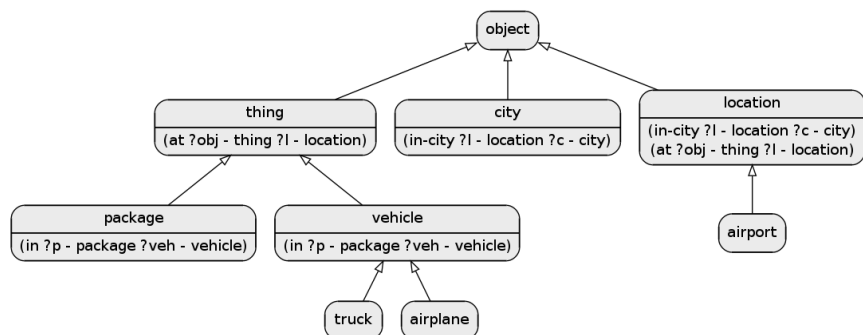 object
thing
(at ?obj - thing ?l - location)
city
(in-city ?l - location ?c - city)
location
(in-city ?l - location ?c - city)
(at ?obj - thing ?l - location)
package
(in ?p - package ?veh - vehicle)
vehicle
(in ?p - package ?veh - vehicle)
airport
truck
airplane